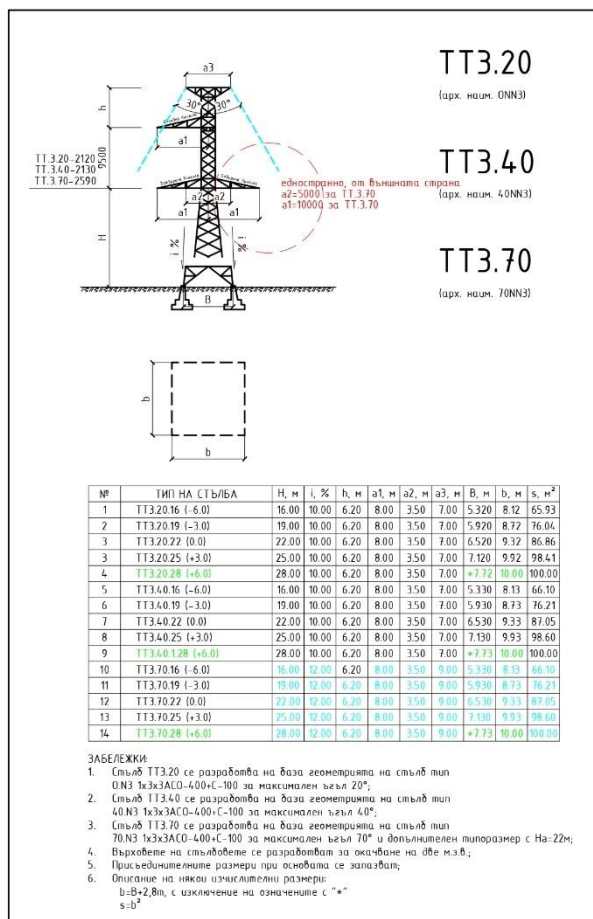 ТТ3.20
(арх. наим. 0NN3)
ТТ3.40
(арх. наим. 40NN3)
ТТ3.70
(арх. наим. 70NN3)
a3
30° 30°
h
a1
9500
ТТ.3.20-2120
ТТ.3.40-2130
ТТ.3.70-2590
a2 a2
a1 a1
едностранно, от външната страна
a2=5000 за ТТ.3.70
a1=10000 за ТТ.3.70
H
i %
i %
B
b
b
№ ТИП НА СТЪЛБА H, м i, % h, м a1, м a2, м a3, м B, м b, м s, м²
1 ТТ3.20.16 (-6.0) 16.00 10.00 6.20 8.00 3.50 7.00 5.320 8.12 65.93
2 ТТ3.20.19 (-3.0) 19.00 10.00 6.20 8.00 3.50 7.00 5.920 8.72 76.04
3 ТТ3.20.22 (0.0) 22.00 10.00 6.20 8.00 3.50 7.00 6.520 9.32 86.86
3 ТТ3.20.25 (+3.0) 25.00 10.00 6.20 8.00 3.50 7.00 7.120 9.92 98.41
4 ТТ3.20.28 (+6.0) 28.00 10.00 6.20 8.00 3.50 7.00 *7.72 10.00 100.00
5 ТТ3.40.16 (-6.0) 16.00 10.00 6.20 8.00 3.50 7.00 5.330 8.13 66.10
6 ТТ3.40.19 (-3.0) 19.00 10.00 6.20 8.00 3.50 7.00 5.930 8.73 76.21
7 ТТ3.40.22 (0.0) 22.00 10.00 6.20 8.00 3.50 7.00 6.530 9.33 87.05
8 ТТ3.40.25 (+3.0) 25.00 10.00 6.20 8.00 3.50 7.00 7.130 9.93 98.60
9 ТТ3.40.1.28 (+6.0) 28.00 10.00 6.20 8.00 3.50 7.00 *7.73 10.00 100.00
10 ТТ3.70.16 (-6.0) 16.00 12.00 6.20 8.00 3.50 9.00 5.330 8.13 66.10
11 ТТ3.70.19 (-3.0) 19.00 12.00 6.20 8.00 3.50 9.00 5.930 8.73 76.21
12 ТТ3.70.22 (0.0) 22.00 12.00 6.20 8.00 3.50 9.00 6.530 9.33 87.05
13 ТТ3.70.25 (+3.0) 25.00 12.00 6.20 8.00 3.50 9.00 7.130 9.93 98.60
14 ТТ3.70.28 (+6.0) 28.00 12.00 6.20 8.00 3.50 9.00 *7.73 10.00 100.00
ЗАБЕЛЕЖКИ:
1. Стълб ТТ3.20 се разработва на база геометрията на стълб тип
0.N3 1x3x3АСО-400+С-100 за максимален ъгъл 20°;
2. Стълб ТТ3.40 се разработва на база геометрията на стълб тип
40.N3 1x3x3АСО-400+С-100 за максимален ъгъл 40°;
3. Стълб ТТ3.70 се разработва на база геометрията на стълб тип
70.N3 1x3x3АСО-400+С-100 за максимален ъгъл 70° и допълнителен типоразмер с Ha=22м;
4. Върховете на стълбовете се разработват за окачване на две м.з.в.;
5. Присъединителните размери при основата се запазват;
6. Описание на някои изчислителни размери:
b=B+2,8m, с изключение на означените с "*"
s=b²